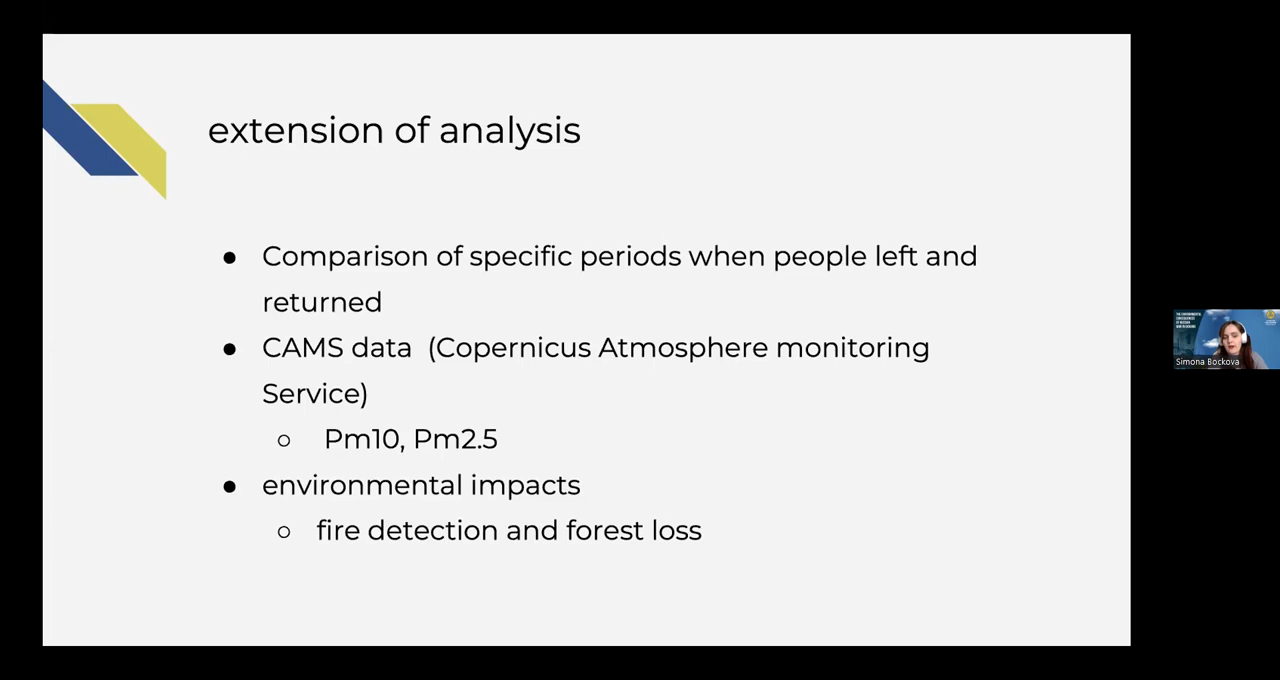 extension of analysis
● Comparison of specific periods when people left and
returned
● CAMS data (Copernicus Atmosphere monitoring
Service)
○ Pm10, Pm2.5
● environmental impacts
○ fire detection and forest loss
Simona Bockova